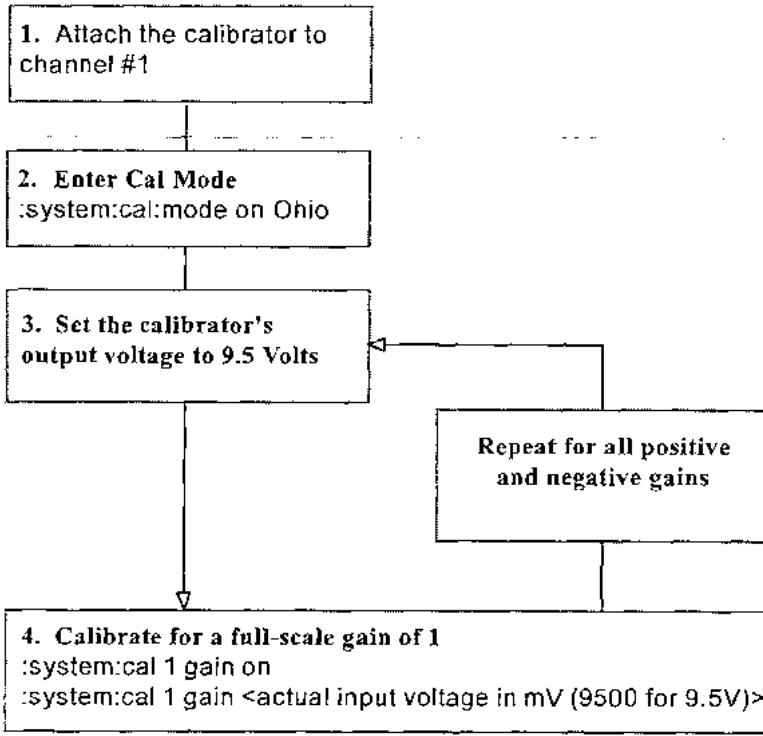 1. Attach the calibrator to
channel #1
2. Enter Cal Mode
:system:cal:mode on Ohio
3. Set the calibrator's
output voltage to 9.5 Volts
Repeat for all positive
and negative gains
4. Calibrate for a full-scale gain of 1
:system:cal 1 gain on
:system:cal 1 gain <actual input voltage in mV (9500 for 9.5V)>